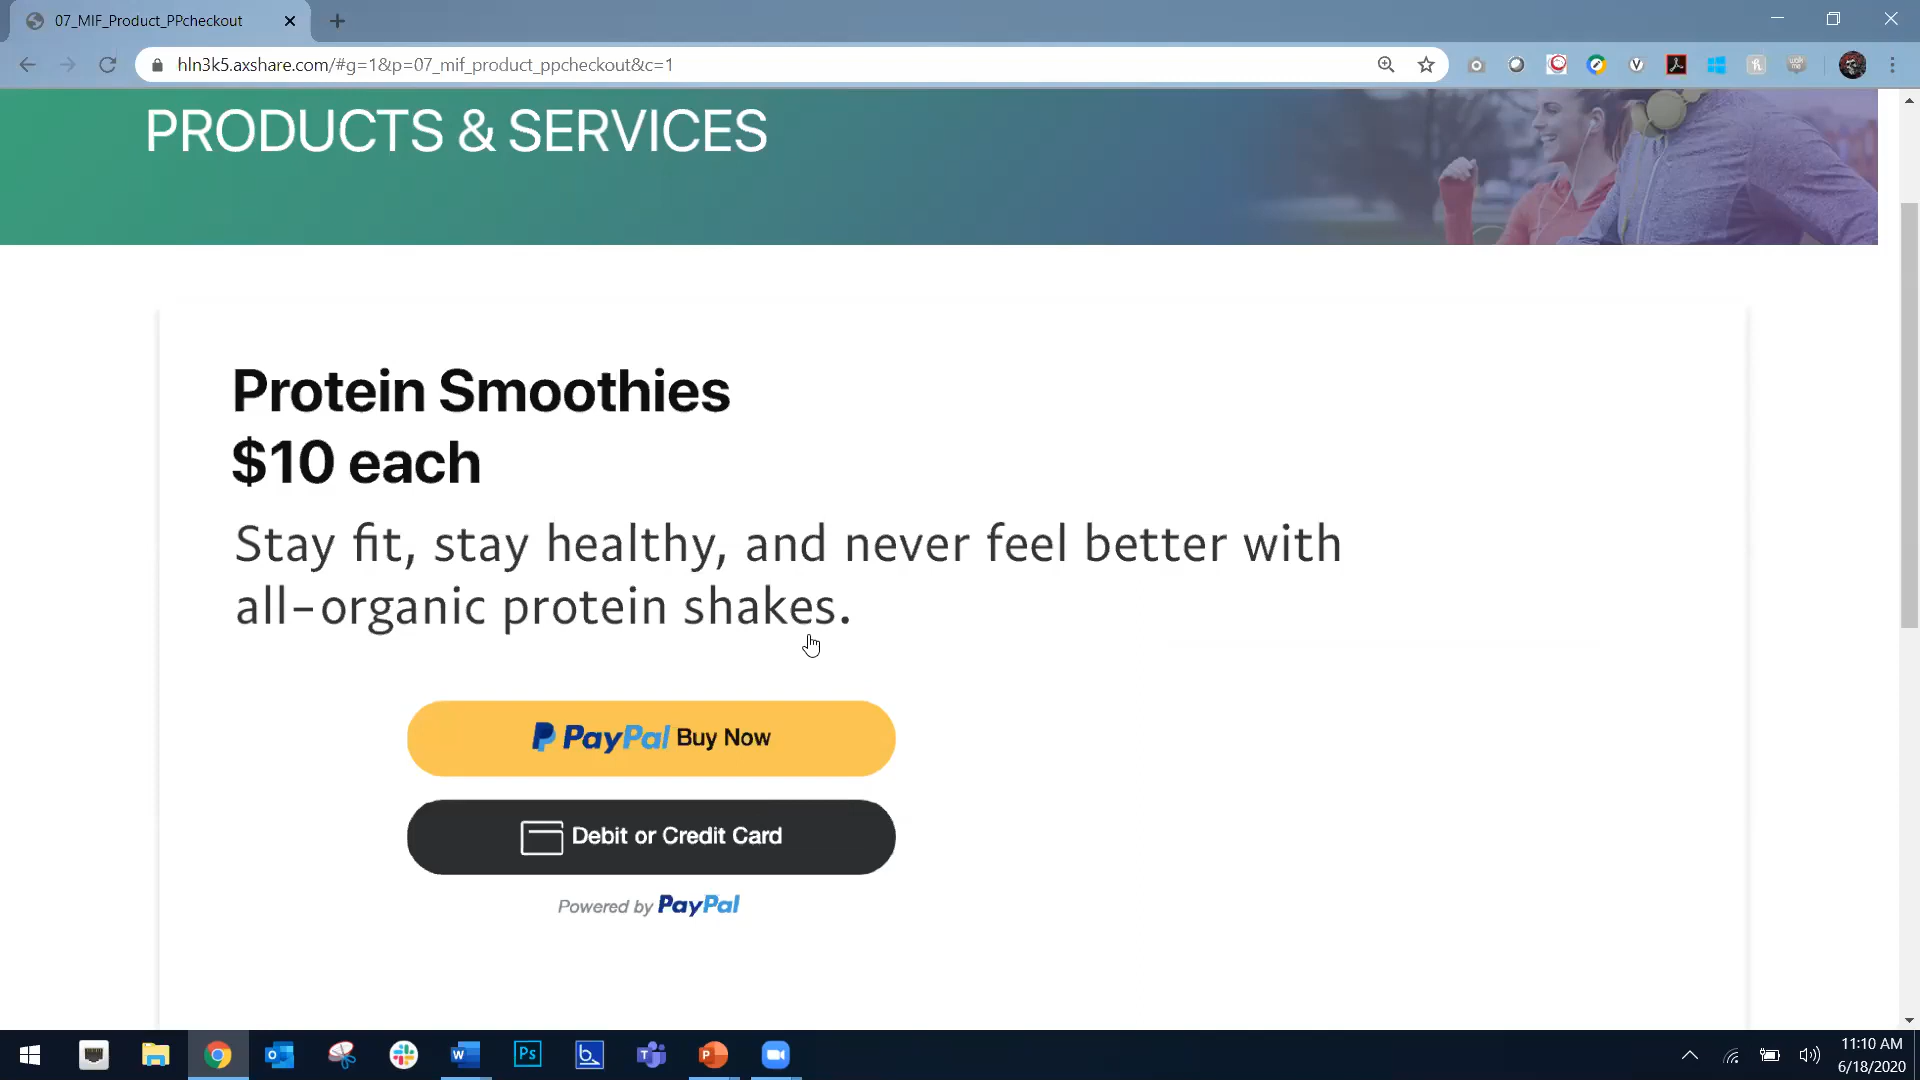 07_MIF_Product_PPcheckout
hln3k5.axshare.com/#g=1&p=07_mif_product_ppcheckout&c=1
PRODUCTS & SERVICES
Protein Smoothies
$10 each
Stay fit, stay healthy, and never feel better with
all-organic protein shakes.
PayPal Buy Now
Debit or Credit Card
Powered by PayPal
11:10 AM
6/18/2020